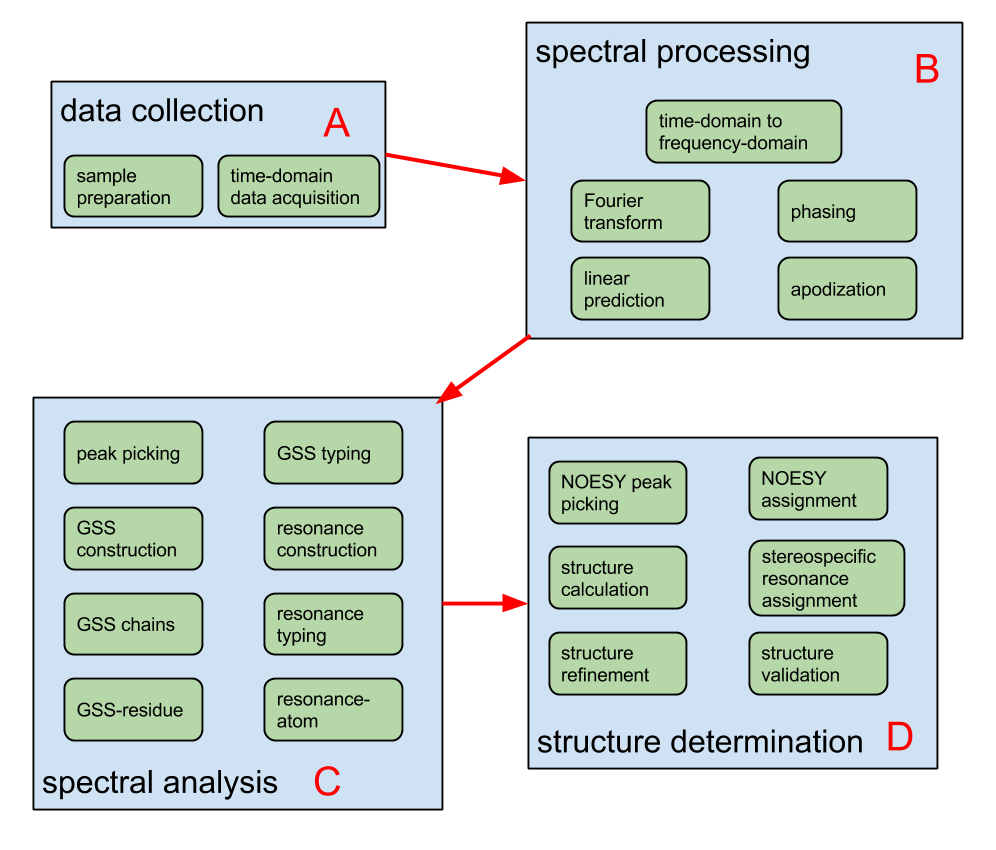 data collection
A
sample
preparation
time-domain
data acquisition
spectral processing
B
time-domain to
frequency-domain
Fourier
transform
phasing
linear
prediction
apodization
peak picking
GSS typing
GSS
construction
resonance
construction
GSS chains
resonance
typing
GSS-residue
resonance-
atom
spectral analysis
C
NOESY peak
picking
NOESY
assignment
structure
calculation
stereospecific
resonance
assignment
structure
refinement
structure
validation
structure determination
D